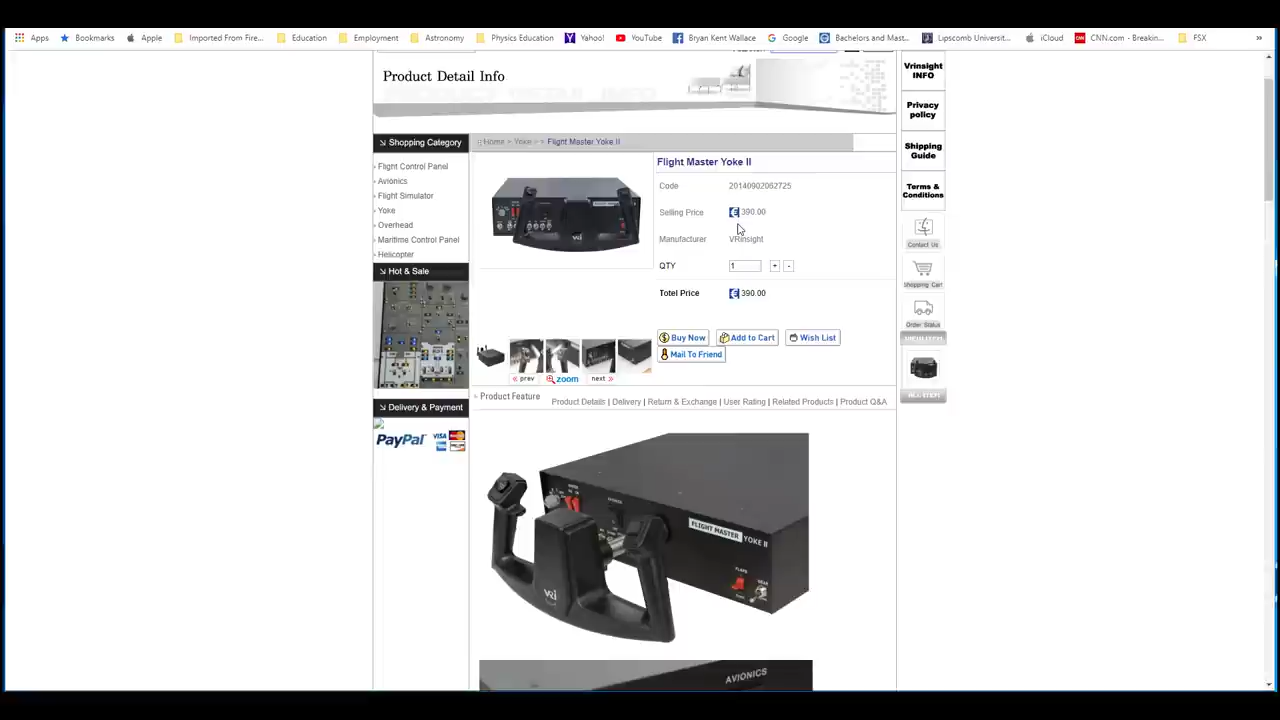 Apps Bookmarks Apple Imported From Fire... Education Employment Astronomy Physics Education Yahoo! YouTube Bryan Kent Wallace Google Bachelors and Mast... Lipscomb Universit... iCloud CNN.com - Breakin... FSX »
Product Detail Info
Vrinsight INFO
Privacy policy
Shipping Guide
Terms & Conditions
Contact Us
Shopping Cart
Order Status
Shopping Category
› Flight Control Panel
› Avionics
› Flight Simulator
› Yoke
› Overhead
› Maritime Control Panel
› Helicopter
Hot & Sale
Delivery & Payment
PayPal VISA
Home > Yoke > > Flight Master Yoke II
Flight Master Yoke II
Code 20140902062725
Selling Price € 390.00
Manufacturer VRinsight
QTY 1 + -
Totel Price € 390.00
Buy Now Add to Cart Wish List
Mail To Friend
« prev zoom next »
Product Feature
Product Details | Delivery | Return & Exchange | User Rating | Related Products | Product Q&A
FLIGHT MASTER YOKE II
FLAPS
GEAR
VRi
AVIONICS